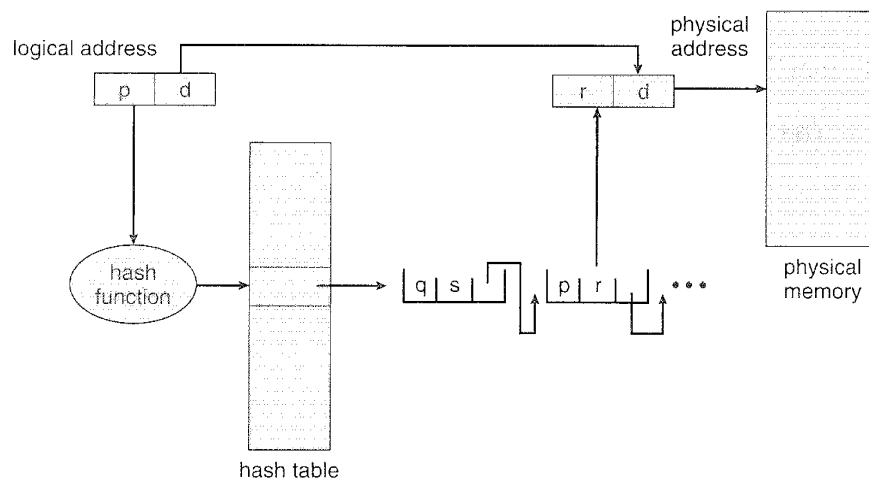 logical address
physical
address
p d
r d
hash
function
q s
p r
physical
memory
hash table